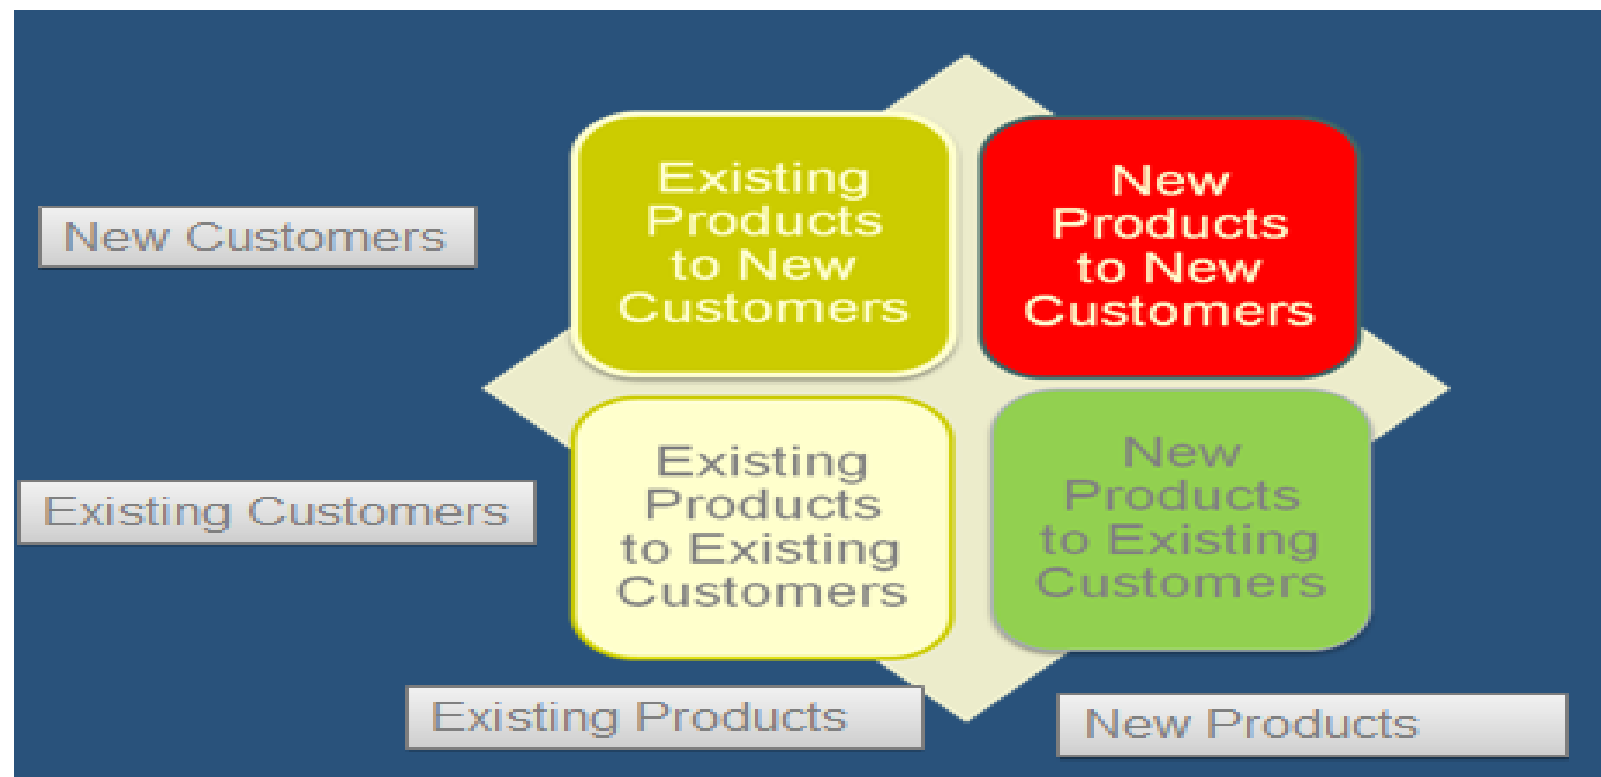 Existing
Products
to New
Customers
New
Products
to New
Customers
New Customers
Existing
Products
to Existing
Customers
New
Products
to Existing
Customers
Existing Customers
Existing Products
New Products